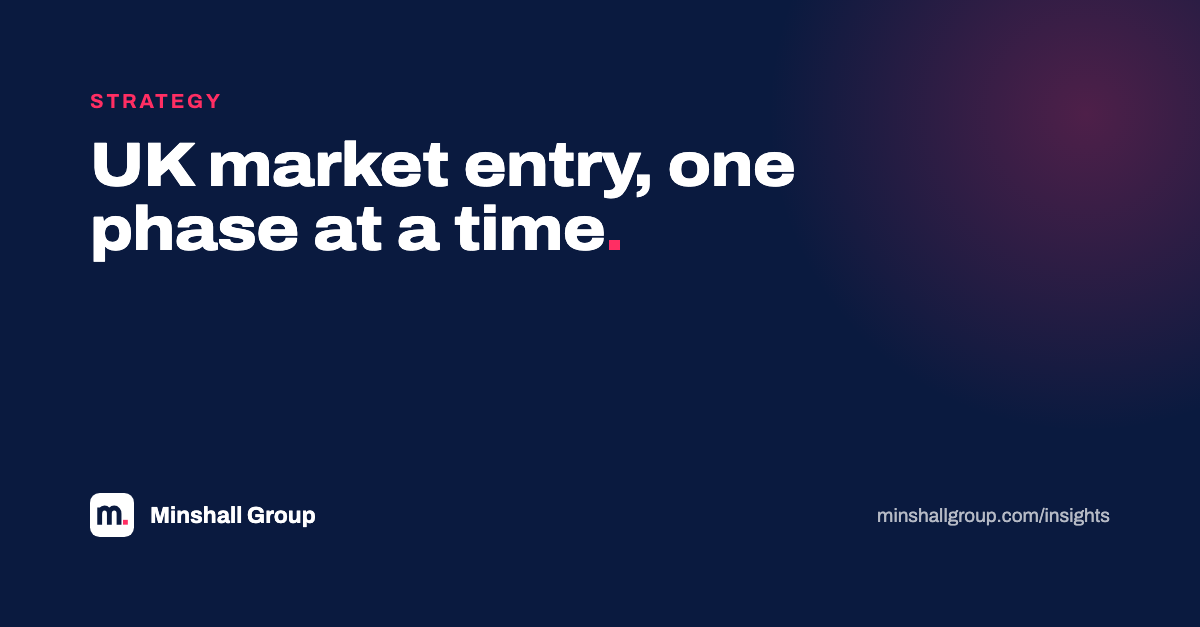 STRATEGY
UK market entry, one
phase at a time.
m.
Minshall Group
minshallgroup.com/insights